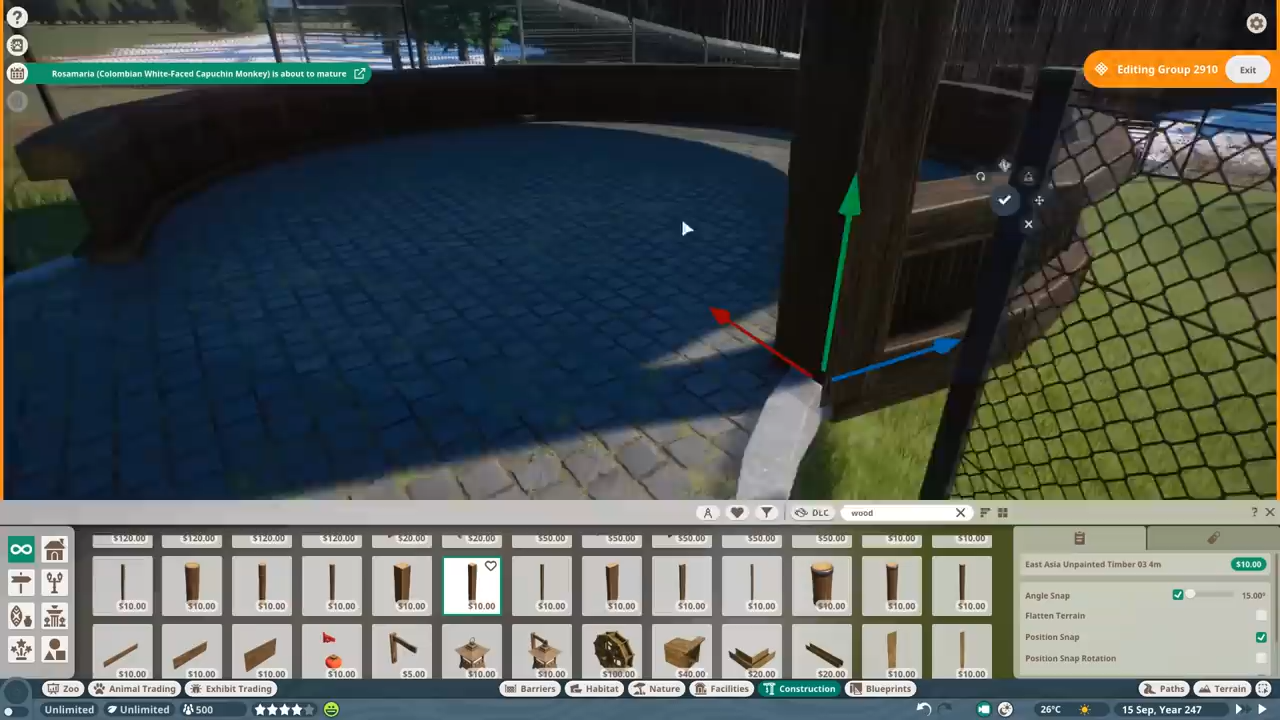 ?
Rosamaria (Colombian White-Faced Capuchin Monkey) is about to mature
Editing Group 2910
Exit
DLC
wood
? ×
$120.00 $120.00 $120.00 $120.00 $20.00 $20.00 $50.00 $50.00 $50.00 $50.00 $50.00 $10.00 $10.00
$10.00 $10.00 $10.00 $10.00 $10.00 $10.00 $10.00 $10.00 $10.00 $10.00 $10.00 $10.00 $10.00
$10.00 $10.00 $10.00 $10.00 $5.00 $10.00 $10.00 $100.00 $40.00 $20.00 $20.00 $10.00 $10.00
East Asia Unpainted Timber 03 4m
$10.00
Angle Snap
15.00°
Flatten Terrain
Position Snap
Position Snap Rotation
Zoo
Animal Trading
Exhibit Trading
Barriers
Habitat
Nature
Facilities
Construction
Blueprints
Paths
Terrain
Unlimited
Unlimited
500
26°C
15 Sep, Year 247